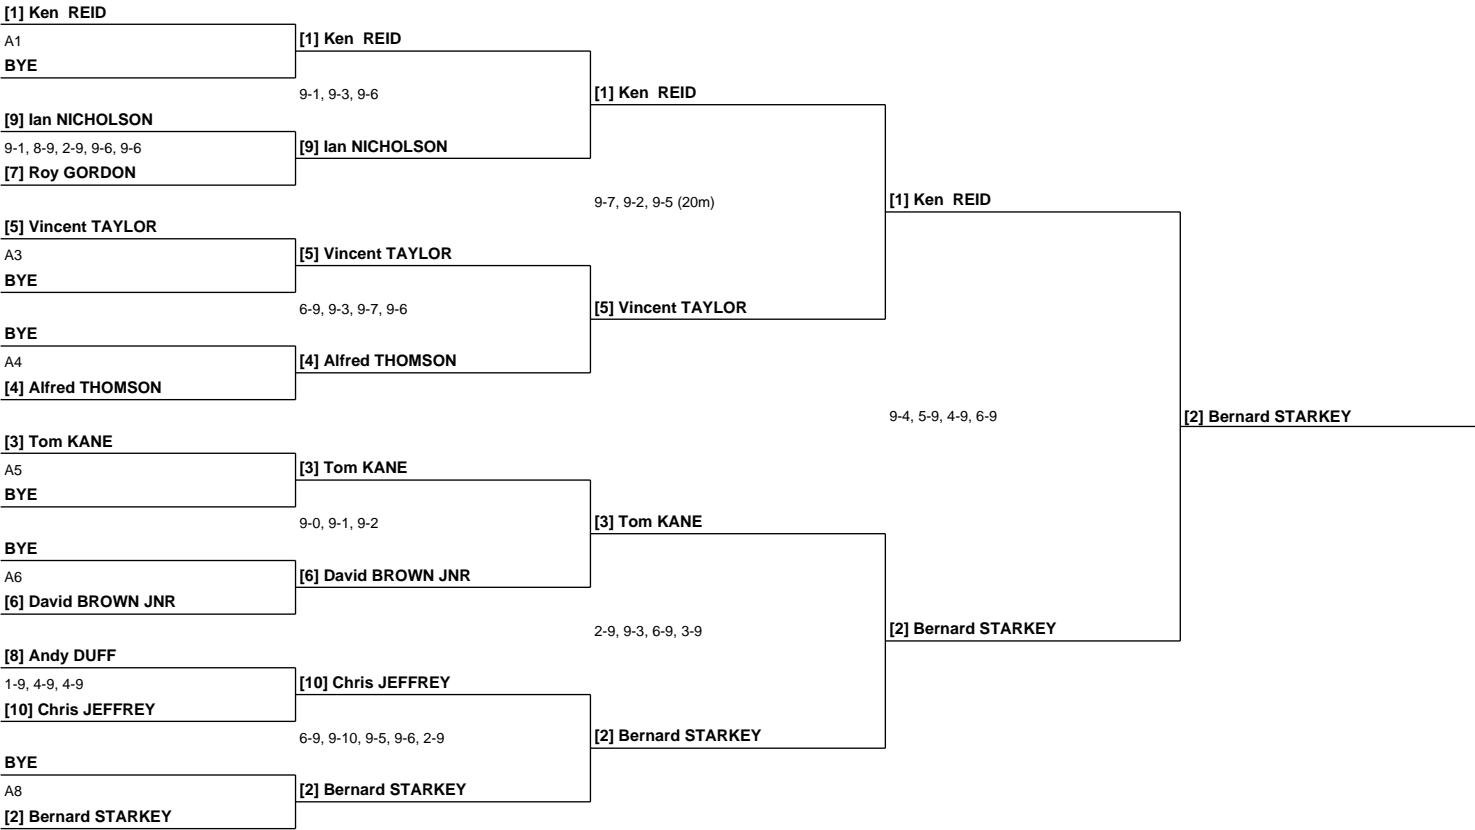 [1] Ken  REID
A1
BYE
[9] Ian NICHOLSON
9-1, 8-9, 2-9, 9-6, 9-6
[7] Roy GORDON
[5] Vincent TAYLOR
A3
BYE
BYE
A4
[4] Alfred THOMSON
[3] Tom KANE
A5
BYE
BYE
A6
[6] David BROWN JNR
[8] Andy DUFF
1-9, 4-9, 4-9
[10] Chris JEFFREY
BYE
A8
[2] Bernard STARKEY
[1] Ken  REID
9-1, 9-3, 9-6
[9] Ian NICHOLSON
[5] Vincent TAYLOR
6-9, 9-3, 9-7, 9-6
[4] Alfred THOMSON
[3] Tom KANE
9-0, 9-1, 9-2
[6] David BROWN JNR
[10] Chris JEFFREY
6-9, 9-10, 9-5, 9-6, 2-9
[2] Bernard STARKEY
[1] Ken  REID
9-7, 9-2, 9-5 (20m)
[5] Vincent TAYLOR
[3] Tom KANE
2-9, 9-3, 6-9, 3-9
[2] Bernard STARKEY
[1] Ken  REID
9-4, 5-9, 4-9, 6-9
[2] Bernard STARKEY
[2] Bernard STARKEY